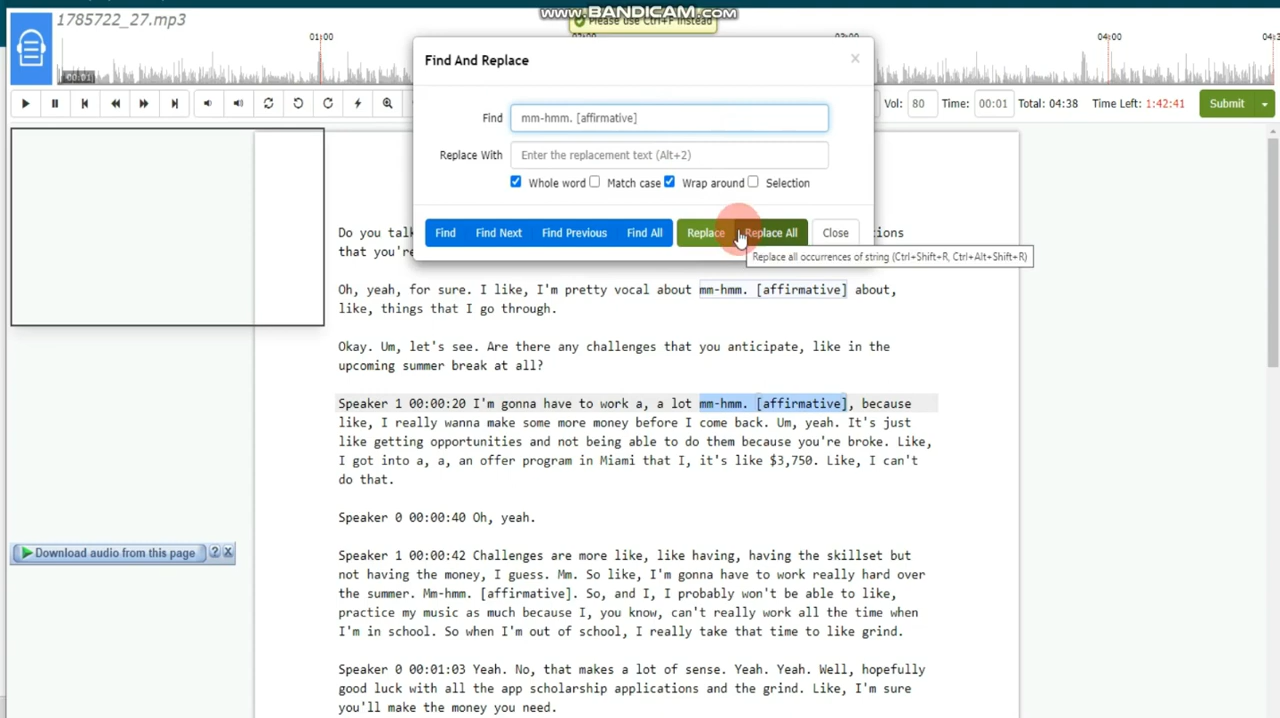 www.BANDICAM.com
Please use Ctrl+F instead
1785722_27.mp3
01:00
04:00
00:01
Find And Replace
×
Vol: 80 Time: 00:01 Total: 04:38 Time Left: 1:42:41 Submit
Find mm-hmm. [affirmative]
Replace With Enter the replacement text (Alt+2)
Whole word Match case Wrap around Selection
Find Find Next Find Previous Find All Replace Replace All Close
Replace all occurrences of string (Ctrl+Shift+R, Ctrl+Alt+Shift+R)
Do you talk
that you're
Oh, yeah, for sure. I like, I'm pretty vocal about mm-hmm. [affirmative] about,
like, things that I go through.
Okay. Um, let's see. Are there any challenges that you anticipate, like in the
upcoming summer break at all?
Speaker 1 00:00:20 I'm gonna have to work a, a lot mm-hmm. [affirmative], because
like, I really wanna make some more money before I come back. Um, yeah. It's just
like getting opportunities and not being able to do them because you're broke. Like,
I got into a, a, an offer program in Miami that I, it's like $3,750. Like, I can't
do that.
Speaker 0 00:00:40 Oh, yeah.
Download audio from this page ? X
Speaker 1 00:00:42 Challenges are more like, like having, having the skillset but
not having the money, I guess. Mm. So like, I'm gonna have to work really hard over
the summer. Mm-hmm. [affirmative]. So, and I, I probably won't be able to like,
practice my music as much because I, you know, can't really work all the time when
I'm in school. So when I'm out of school, I really take that time to like grind.
Speaker 0 00:01:03 Yeah. No, that makes a lot of sense. Yeah. Yeah. Well, hopefully
good luck with all the app scholarship applications and the grind. Like, I'm sure
you'll make the money you need.